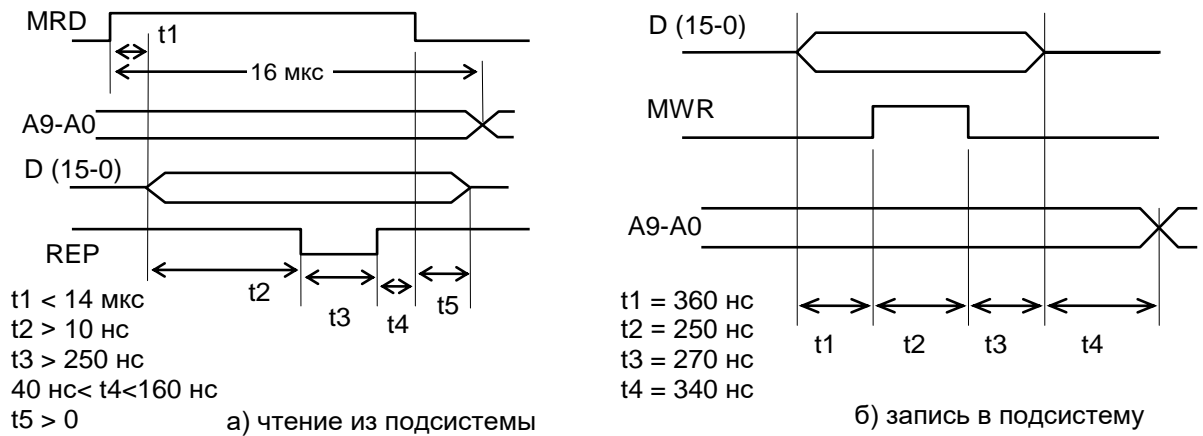 MRD
t1
16 мкс
A9-A0
D (15-0)
REP
t2
t3
t4
t5
t1 < 14 мкс
t2 > 10 нс
t3 > 250 нс
40 нс< t4<160 нс
t5 > 0
а) чтение из подсистемы
D (15-0)
MWR
A9-A0
t1
t2
t3
t4
t1 = 360 нс
t2 = 250 нс
t3 = 270 нс
t4 = 340 нс
б) запись в подсистему